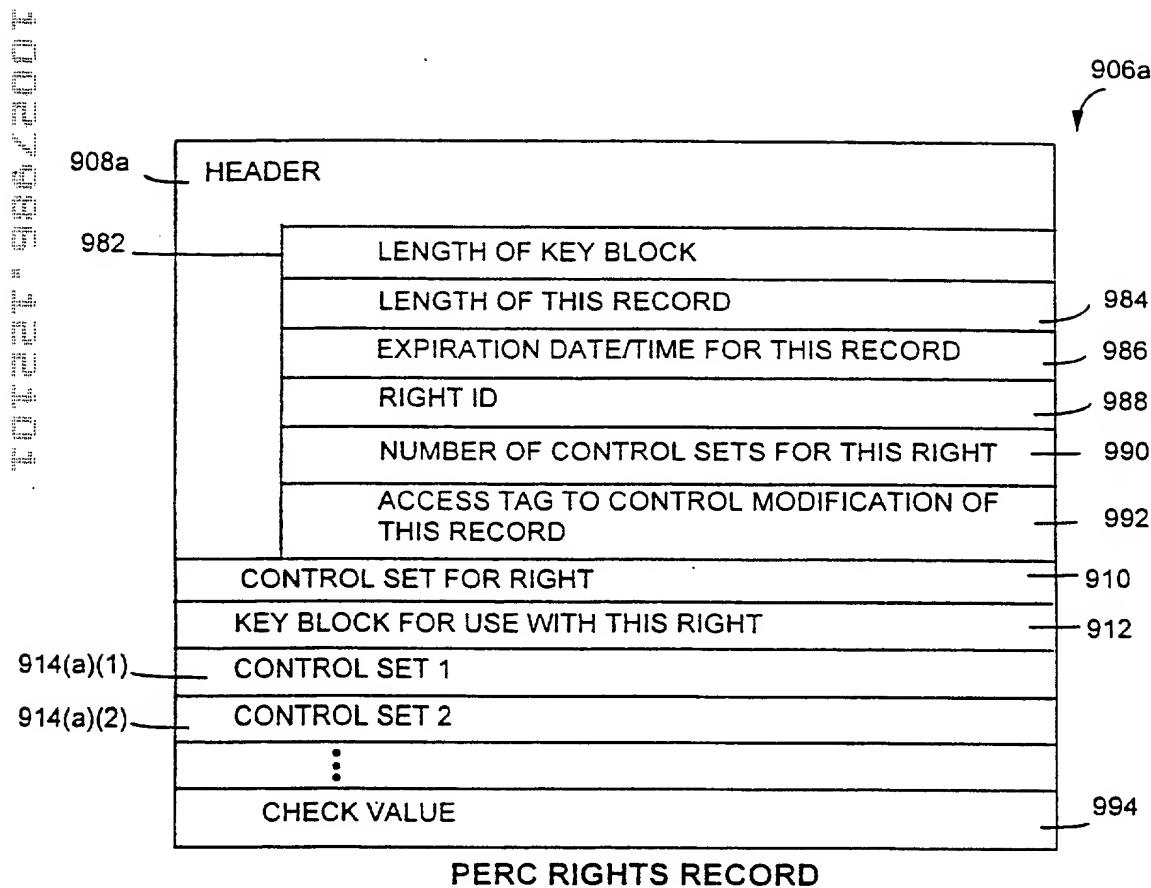 906a
908a HEADER
982 LENGTH OF KEY BLOCK
LENGTH OF THIS RECORD 984
EXPIRATION DATE/TIME FOR THIS RECORD 986
RIGHT ID 988
NUMBER OF CONTROL SETS FOR THIS RIGHT 990
ACCESS TAG TO CONTROL MODIFICATION OF
THIS RECORD 992
CONTROL SET FOR RIGHT 910
KEY BLOCK FOR USE WITH THIS RIGHT 912
914(a)(1) CONTROL SET 1
914(a)(2) CONTROL SET 2
CHECK VALUE 994
PERC RIGHTS RECORD